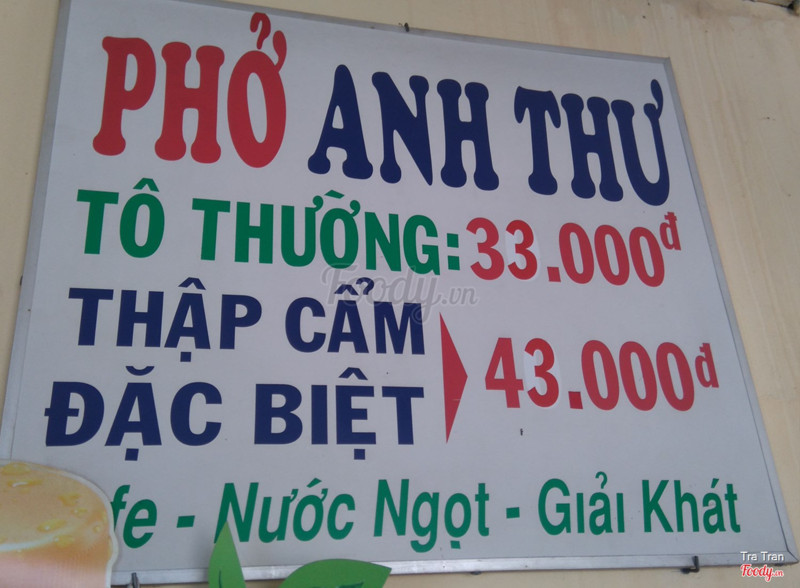 PHỞ ANH THƯ
TÔ THƯỜNG: 33.000đ
THẬP CẨM
ĐẶC BIỆT
43.000đ
- Nước Ngọt - Giải Khát
Foody.vn
Tra Tran
Foody.vn